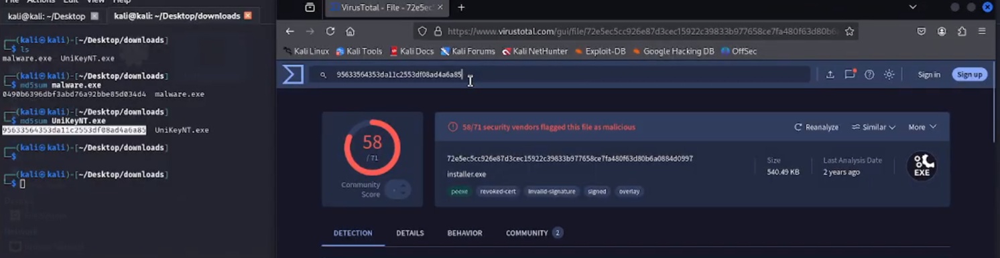 File Actions Edit View Help
kali@kali: ~/Desktop
kali@kali: ~/Desktop/downloads
┌──(kali㉿kali)-[~/Desktop/downloads]
└─$ ls
malware.exe UniKeyNT.exe
┌──(kali㉿kali)-[~/Desktop/downloads]
└─$ md5sum malware.exe
0490b6396dbf3abd76a92bbe85d034d4 malware.exe
┌──(kali㉿kali)-[~/Desktop/downloads]
└─$ md5sum UniKeyNT.exe
95633564353da11c2553df08ad4a6a85 UniKeyNT.exe
┌──(kali㉿kali)-[~/Desktop/downloads]
└─$
┌──(kali㉿kali)-[~/Desktop/downloads]
└─$
VirusTotal - File - 72e5ec
https://www.virustotal.com/gui/file/72e5ec5cc926e87d3cec15922c39833b977658ce7fa480f63d80b6
Kali Linux Kali Tools Kali Docs Kali Forums Kali NetHunter Exploit-DB Google Hacking DB OffSec
95633564353da11c2553df08ad4a6a85
Sign in Sign up
58
/ 71
Community
Score
58/71 security vendors flagged this file as malicious
Reanalyze Similar More
72e5ec5cc926e87d3cec15922c39833b977658ce7fa480f63d80b6a0884d0997
installer.exe
peexe revoked-cert invalid-signature signed overlay
Size
540.49 KB
Last Analysis Date
2 years ago
EXE
DETECTION DETAILS BEHAVIOR COMMUNITY 2